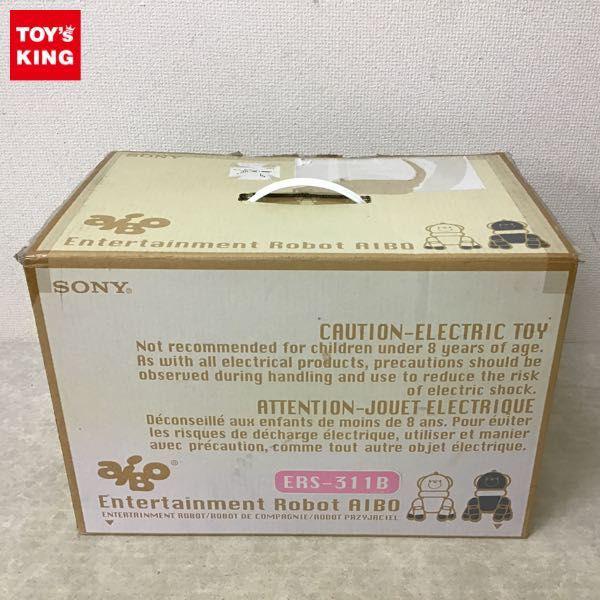 TOY'S
KING
SONY
aibo
Entertainment Robot AIBO
SONY®
CAUTION-ELECTRIC TOY
Not recommended for children under 8 years of age.
As with all electrical products, precautions should be
observed during handling and use to reduce the risk
of electric shock.
ATTENTION-JOUET ELECTRIQUE
Déconseillé aux enfants de moins de 8 ans. Pour éviter
les risques de décharge électrique, utiliser et manier
avec précaution, comme tout autre objet électrique.
aibo®
ERS-311B
Entertainment Robot AIBO
ENTERTAINMENT ROBOT/ROBOT DE COMPAGNIE/ROBOT PRZYJACIEL